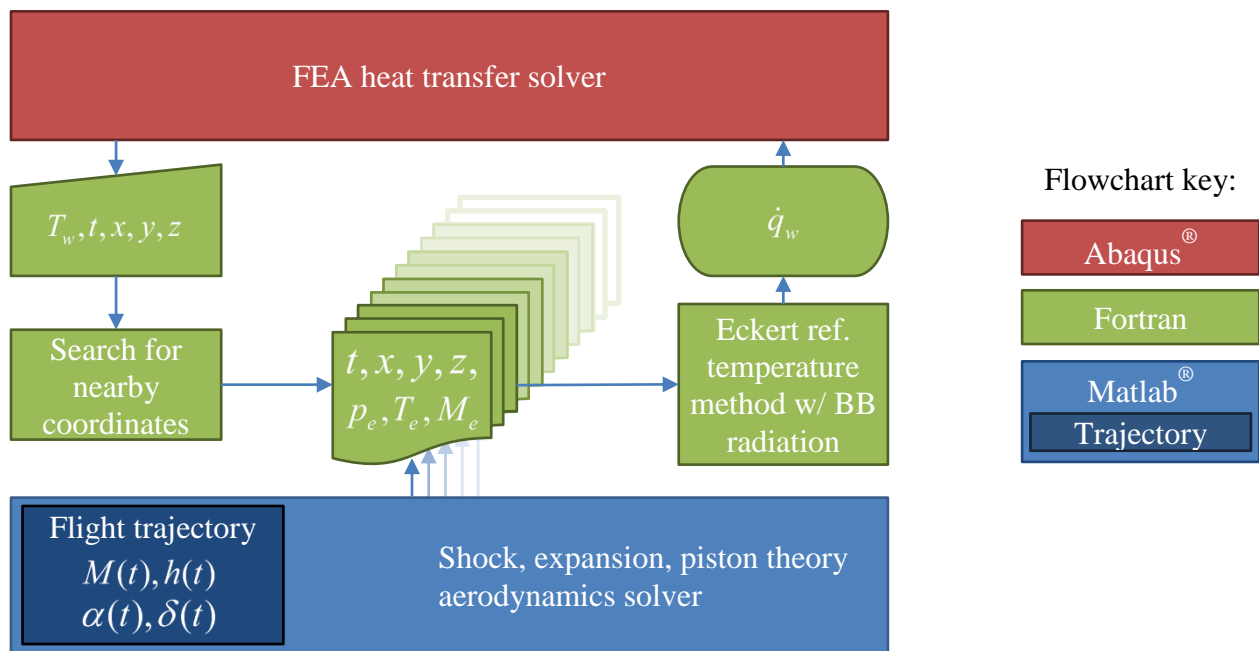 FEA heat transfer solver
T_w, t, x, y, z
q̇_w
Flowchart key:
Abaqus®
Search for
nearby
coordinates
t, x, y, z,
p_e, T_e, M_e
Eckert ref.
temperature
method w/ BB
radiation
Fortran
Matlab®
Trajectory
Flight trajectory
M(t), h(t)
α(t), δ(t)
Shock, expansion, piston theory
aerodynamics solver